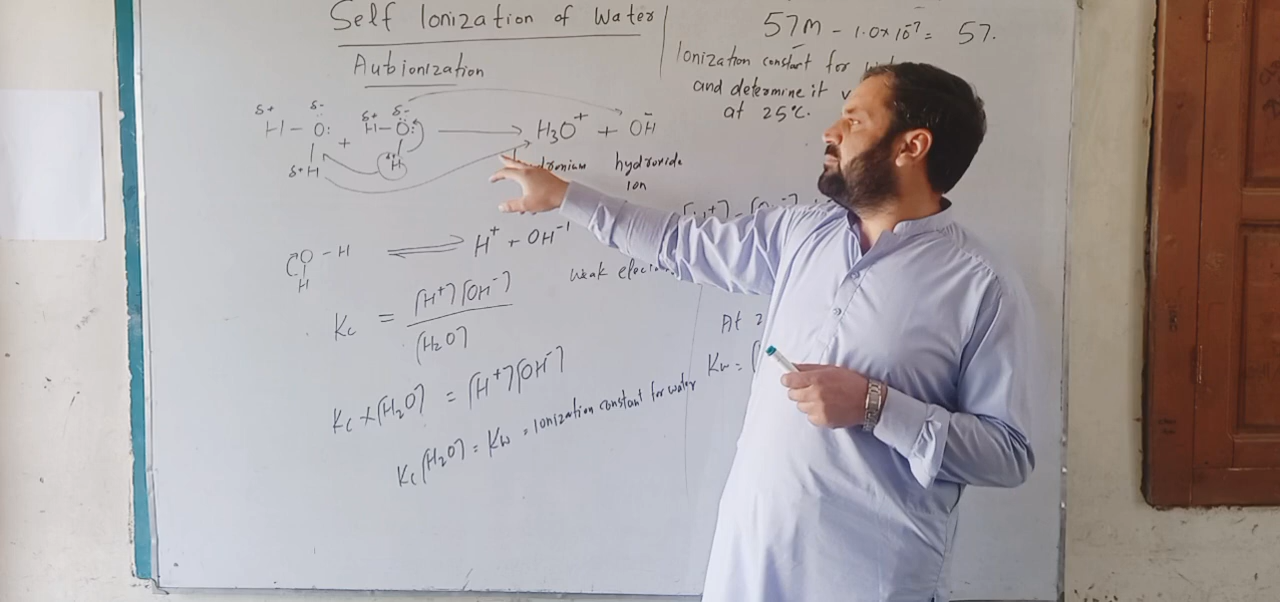 Self Ionization of Water
Autoionization
δ+ δ- δ+ δ-
H-O: + H-Ö: → H3O+ + OH-
δ+H H
hydronium hydroxide
ion
O-H ⇌ H+ + OH-1
H
Weak
Kc = [H+][OH-] / [H2O]
Kc x [H2O] = [H+][OH-]
Kc[H2O] = Kw = Ionization constant for water
57M - 1.0x10-7 = 57.
Ionization constant for
and determine it
at 25°C.
At
Kw = [